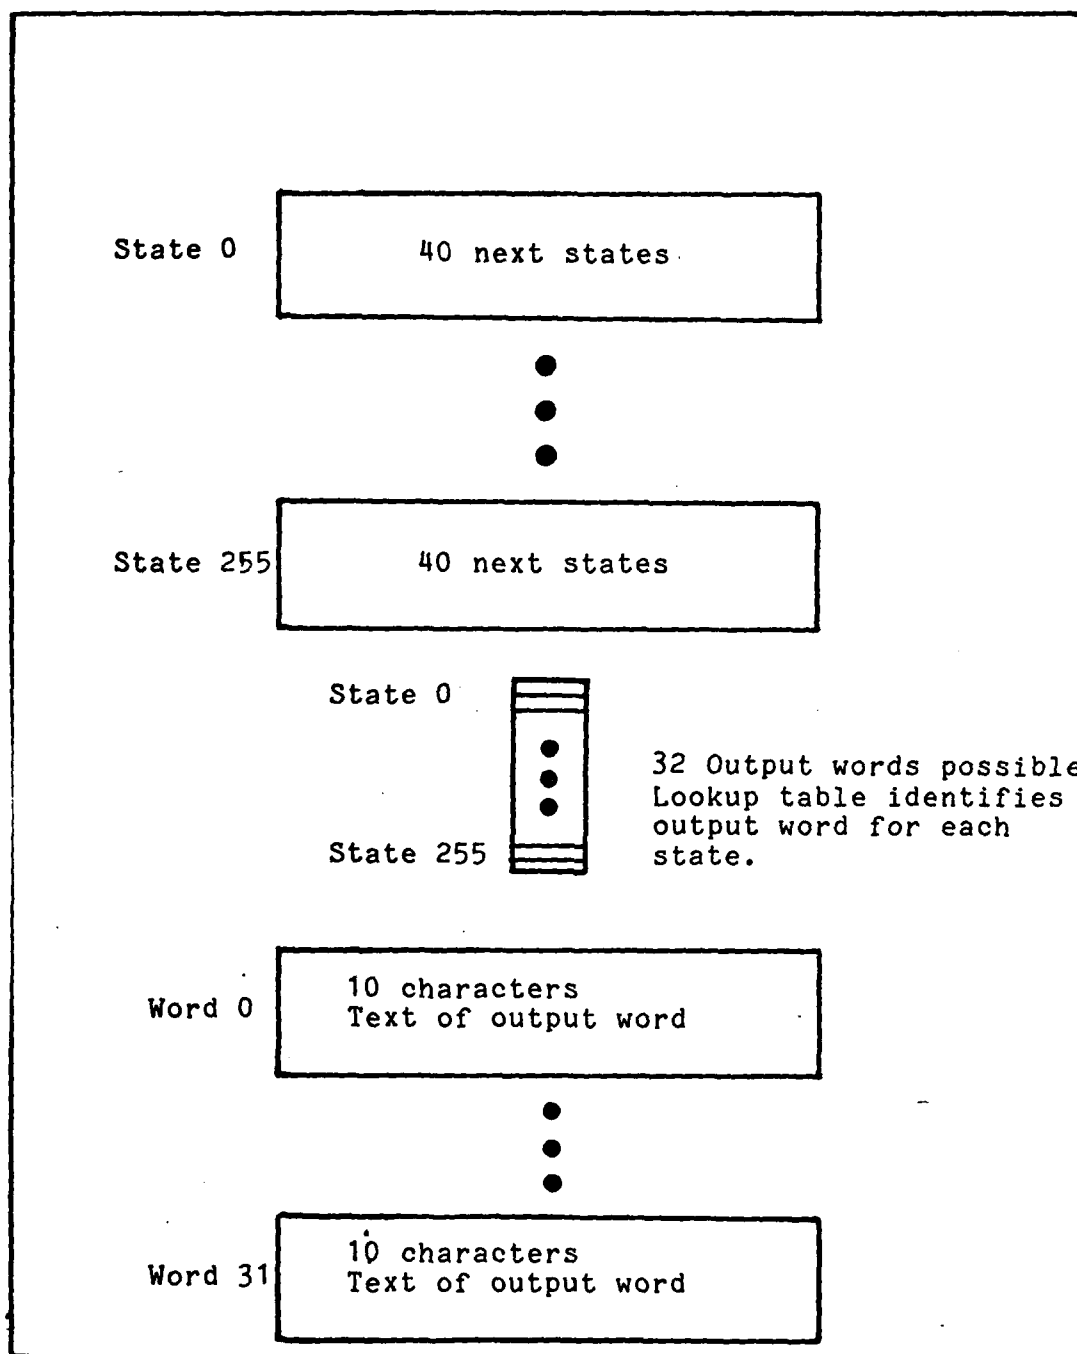 State 0
40 next states
State 255
40 next states
State 0
32 Output words possible
Lookup table identifies
output word for each
state.
State 255
Word 0
10 characters
Text of output word
Word 31
10 characters
Text of output word